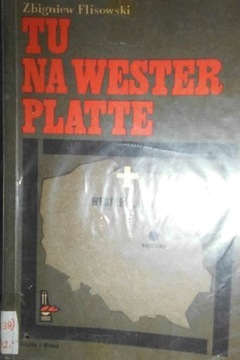 Zbigniew Flisowski
TU
NA WESTER
PLATTE